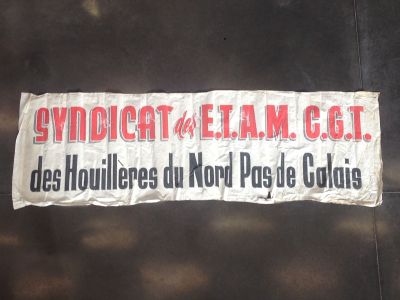 SYNDICAT des E.T.A.M. C.G.T.
des Houillères du Nord Pas de Calais